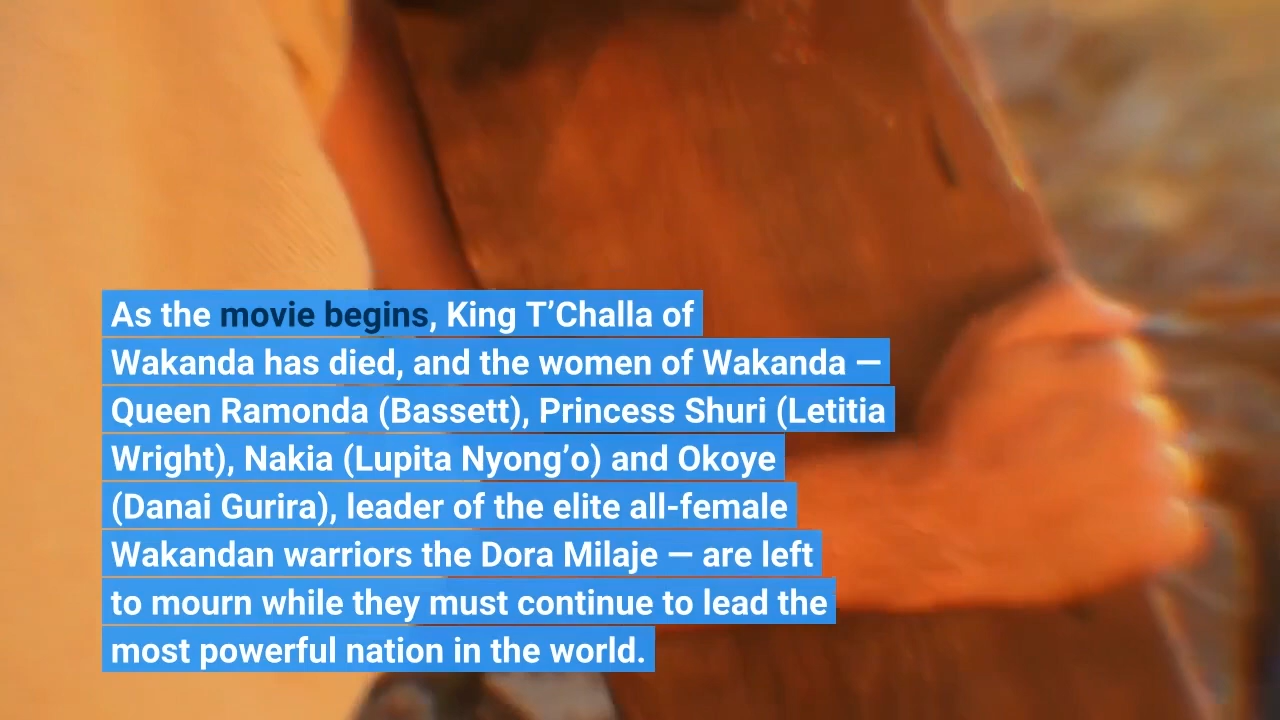 As the movie begins, King T’Challa of
Wakanda has died, and the women of Wakanda —
Queen Ramonda (Bassett), Princess Shuri (Letitia
Wright), Nakia (Lupita Nyong’o) and Okoye
(Danai Gurira), leader of the elite all-female
Wakandan warriors the Dora Milaje — are left
to mourn while they must continue to lead the
most powerful nation in the world.